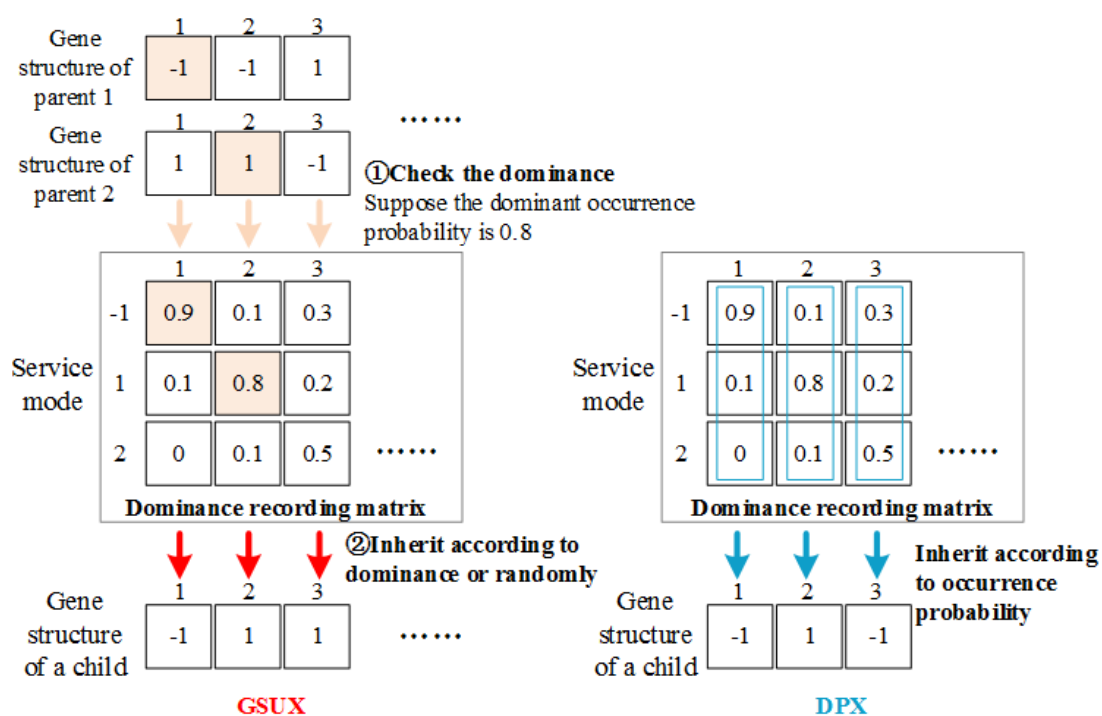 1 2 3
Gene
structure of
parent 1
-1 -1 1
……
1 2 3
Gene
structure of
parent 2
1 1 -1
①Check the dominance
Suppose the dominant occurrence
probability is 0.8
1 2 3
-1 0.9 0.1 0.3
Service
mode
1 0.1 0.8 0.2
2 0 0.1 0.5 ……
Dominance recording matrix
②Inherit according to
dominance or randomly
1 2 3
Gene
structure
of a child
-1 1 1 ……
GSUX
1 2 3
-1 0.9 0.1 0.3
Service
mode
1 0.1 0.8 0.2
2 0 0.1 0.5 ……
Dominance recording matrix
Inherit according
to occurrence
probability
1 2 3
Gene
structure
of a child
-1 1 -1
DPX